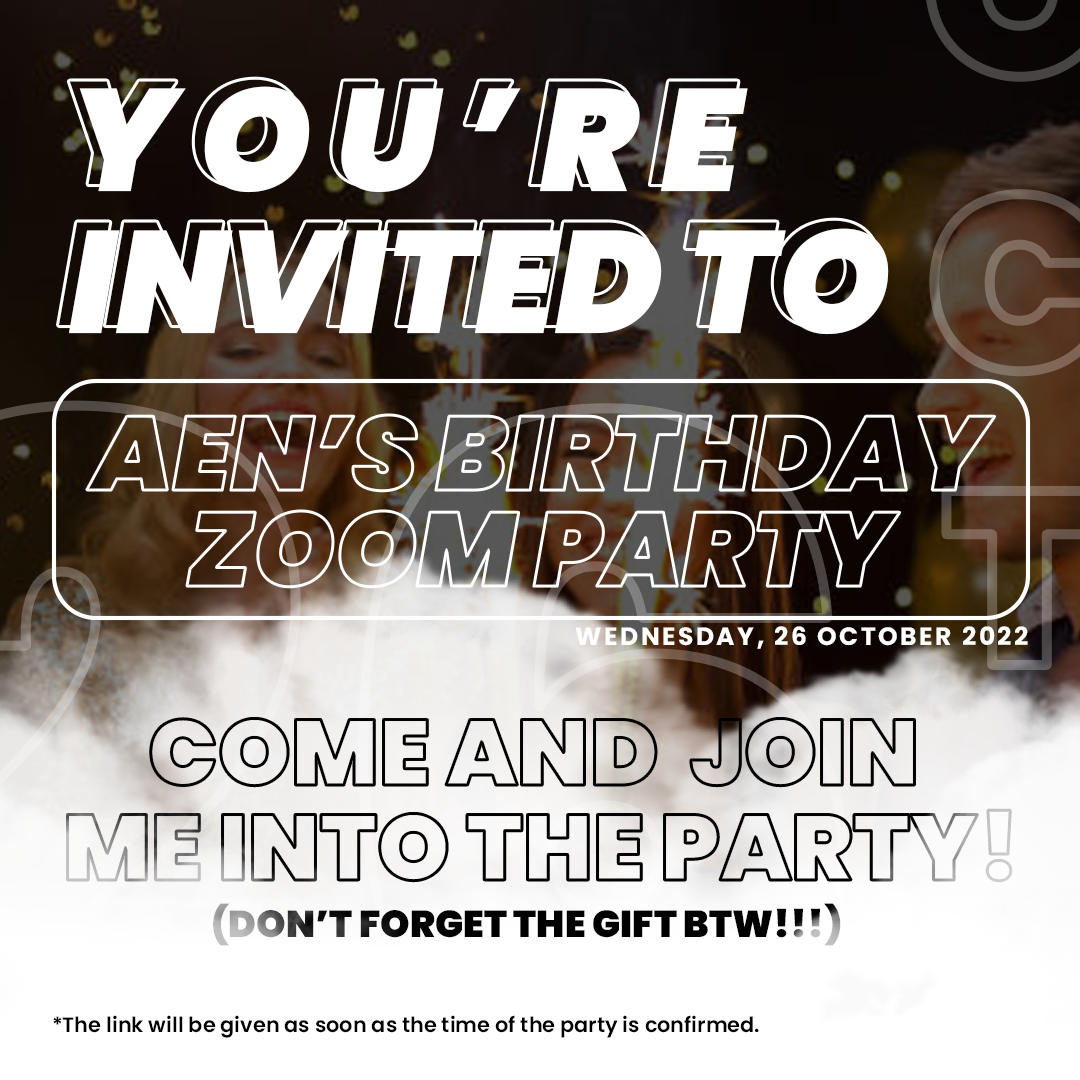 YOU'RE
INVITED TO
AEN'S BIRTHDAY
ZOOM PARTY
WEDNESDAY, 26 OCTOBER 2022
COME AND JOIN
ME INTO THE PARTY!
(DON'T FORGET THE GIFT BTW!!!)
*The link will be given as soon as the time of the party is confirmed.